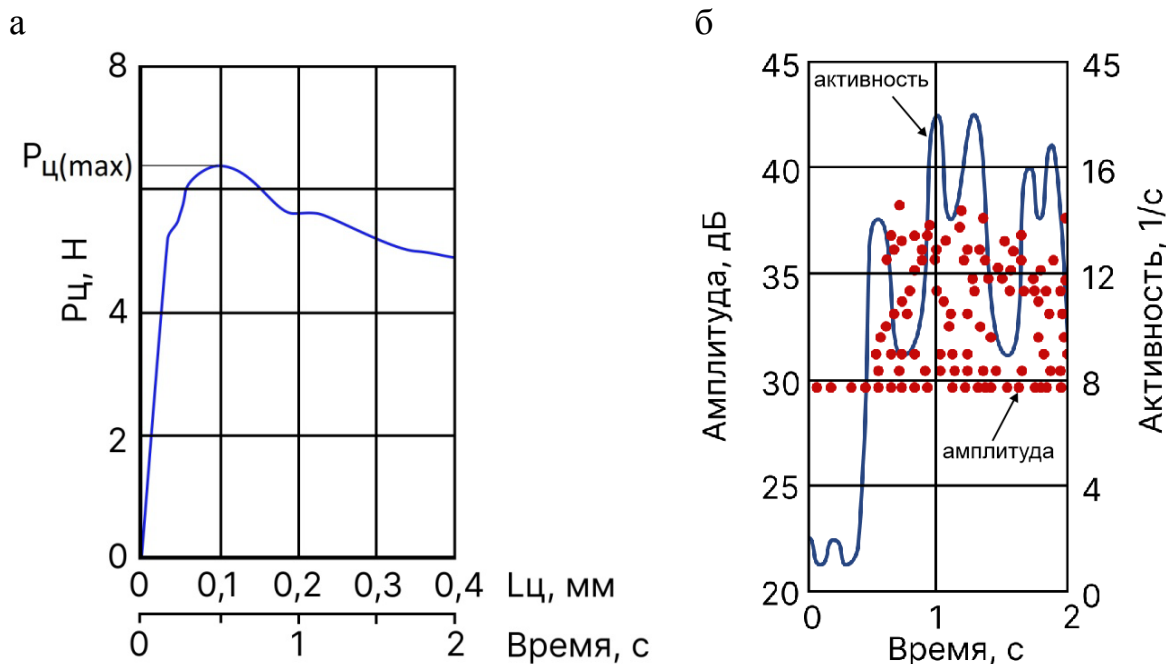 а
8
Pц(max)
4
2
0
Pц, Н
0 0,1 0,2 0,3 0,4 Lц, мм
0 1 2 Время, с
б
45
40
35
30
25
20
Амплитуда, дБ
активность
амплитуда
45
16
12
8
4
0
Активность, 1/с
0 1 2
Время, с